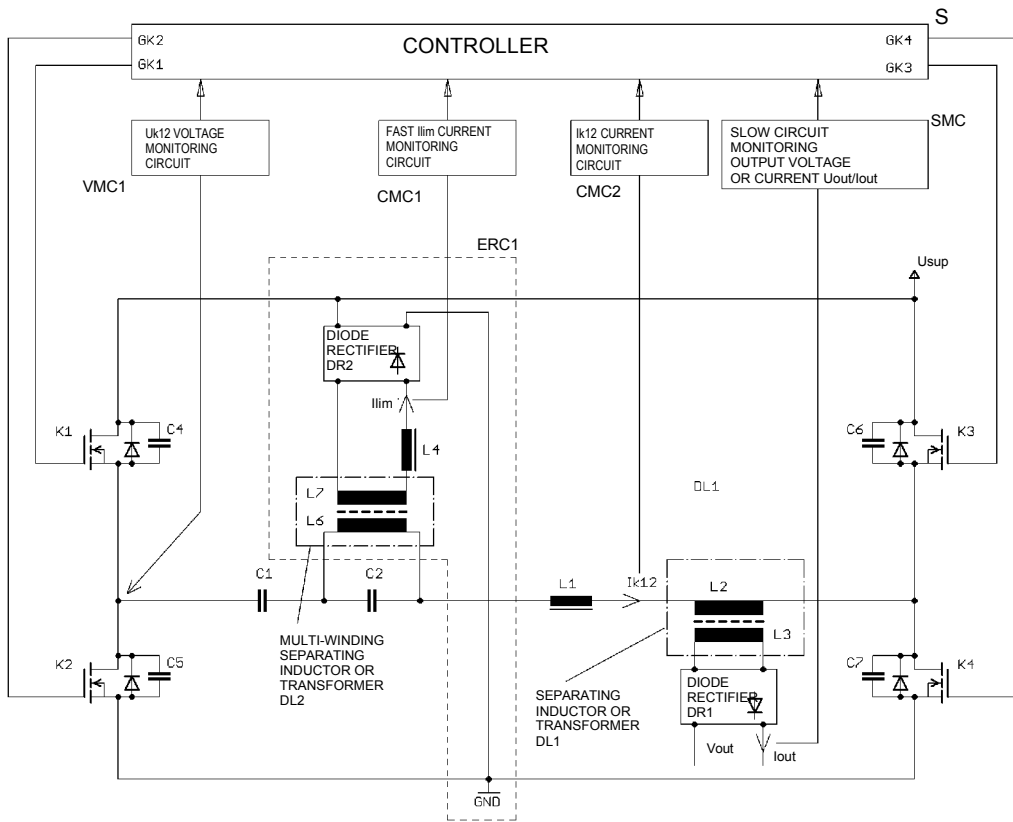 S
GK2
CONTROLLER
GK4
GK1
GK3
Uk12 VOLTAGE
MONITORING
CIRCUIT
FAST Ilim CURRENT
MONITORING
CIRCUIT
Ik12 CURRENT
MONITORING
CIRCUIT
SLOW CIRCUIT
MONITORING
OUTPUT VOLTAGE
OR CURRENT Uout/Iout
SMC
VMC1
CMC1
CMC2
ERC1
Usup
DIODE
RECTIFIER
DR2
Ilim
K1
C4
L4
C6
K3
L7
L6
DL1
C1
C2
L1
Ik12
L2
L3
MULTI-WINDING
SEPARATING
INDUCTOR OR
TRANSFORMER
DL2
K2
C5
C7
K4
SEPARATING
INDUCTOR OR
TRANSFORMER
DL1
DIODE
RECTIFIER
DR1
Vout
Iout
GND